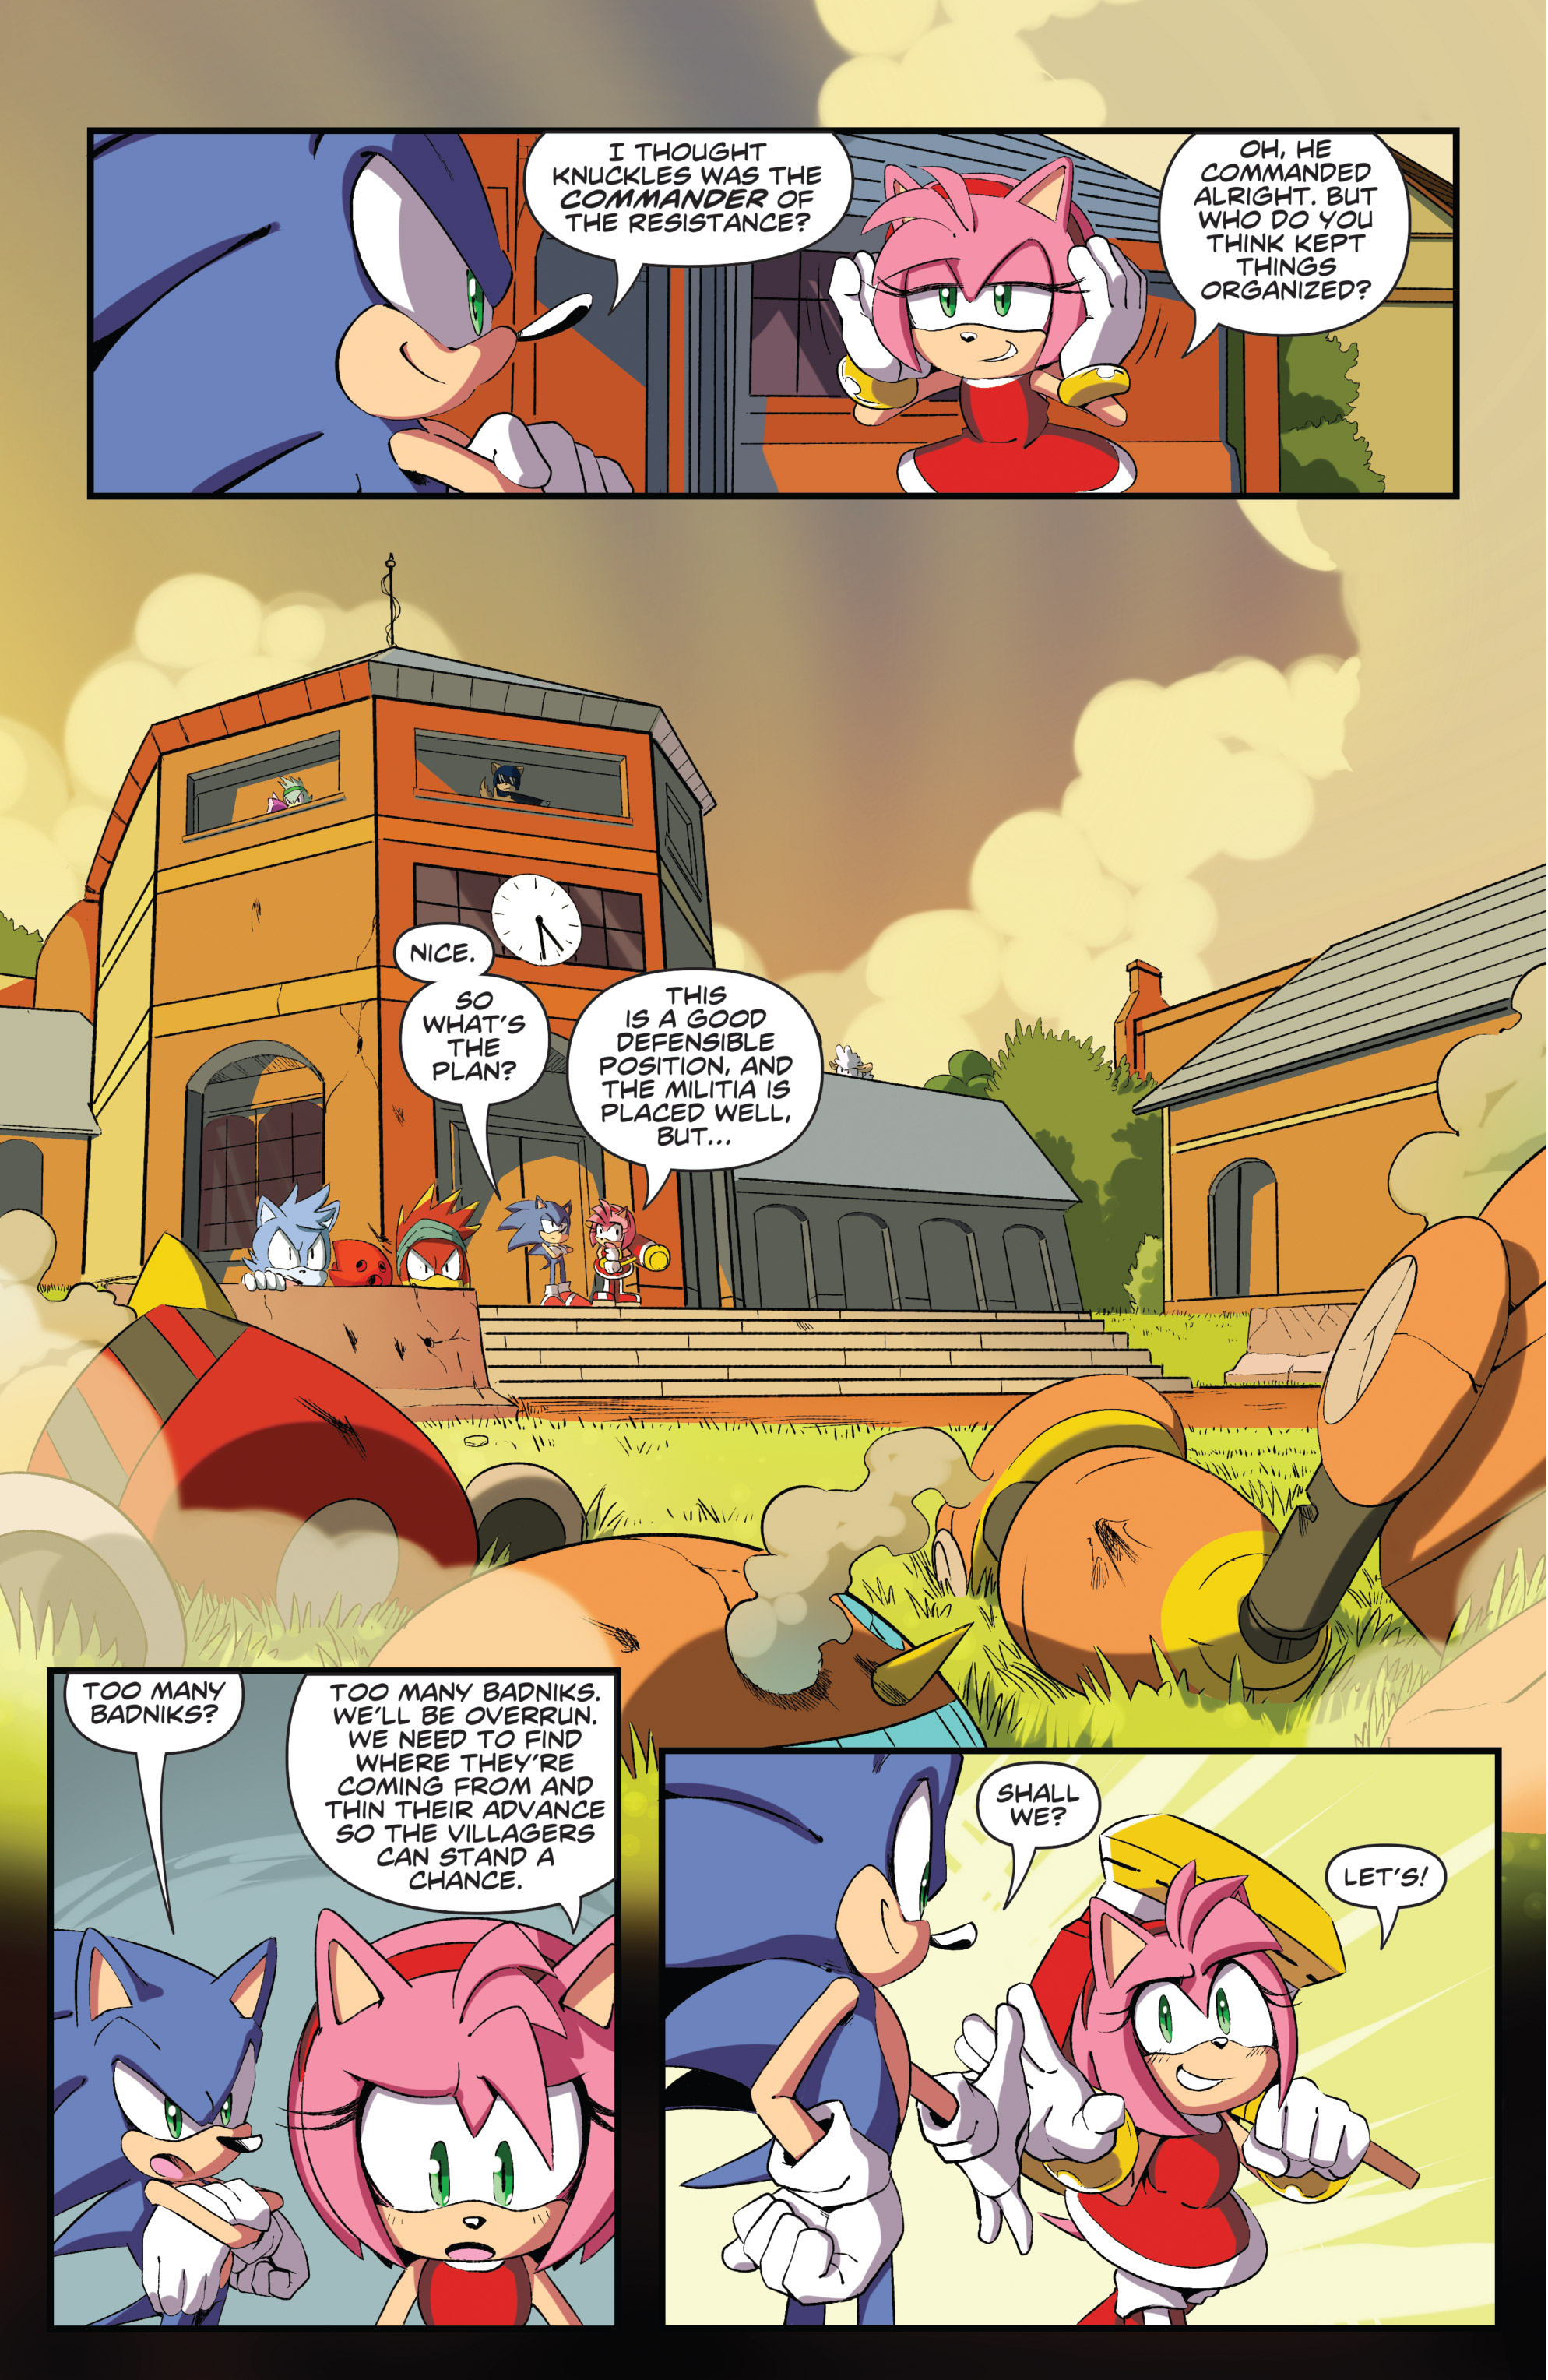 I THOUGHT
KNUCKLES WAS THE
COMMANDER OF
THE RESISTANCE?
OH, HE
COMMANDED
ALRIGHT. BUT
WHO DO YOU
THINK KEPT
THINGS
ORGANIZED?
NICE.
SO
WHAT'S
THE
PLAN?
THIS
IS A GOOD
DEFENSIBLE
POSITION, AND
THE MILITIA IS
PLACED WELL,
BUT...
TOO MANY
BADNIKS?
TOO MANY BADNIKS.
WE'LL BE OVERRUN.
WE NEED TO FIND
WHERE THEY'RE
COMING FROM AND
THIN THEIR ADVANCE
SO THE VILLAGERS
CAN STAND A
CHANCE.
SHALL
WE?
LET'S!